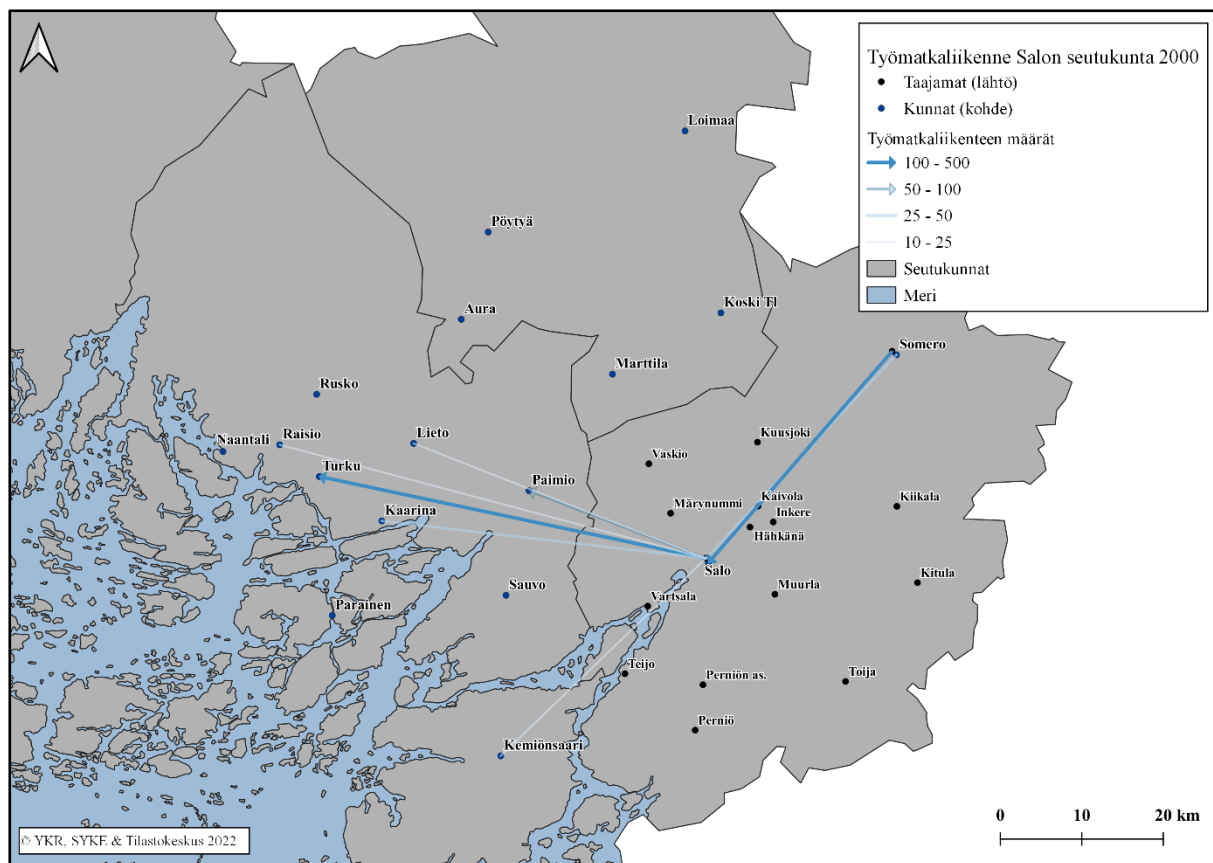 Työmatkaliikenne Salon seutukunta 2000
Taajamat (lähtö)
Kunnat (kohde)
Työmatkaliikenteen määrät
100 - 500
50 - 100
25 - 50
10 - 25
Seutukunnat
Meri
Loimaa
Pöytyä
Koski Tl
Aura
Somero
Marttila
Rusko
Kuusjoki
Lieto
Raisio
Naantali
Vaskio
Turku
Paimio
Kaivola
Kiikala
Märynummi
Inkere
Kaarina
Hähkänä
Salo
Kitula
Sauvo
Muurla
Vartsala
Parainen
Teijo
Toija
Perniön as.
Perniö
Kemiönsaari
0 10 20 km
© YKR, SYKE & Tilastokeskus 2022